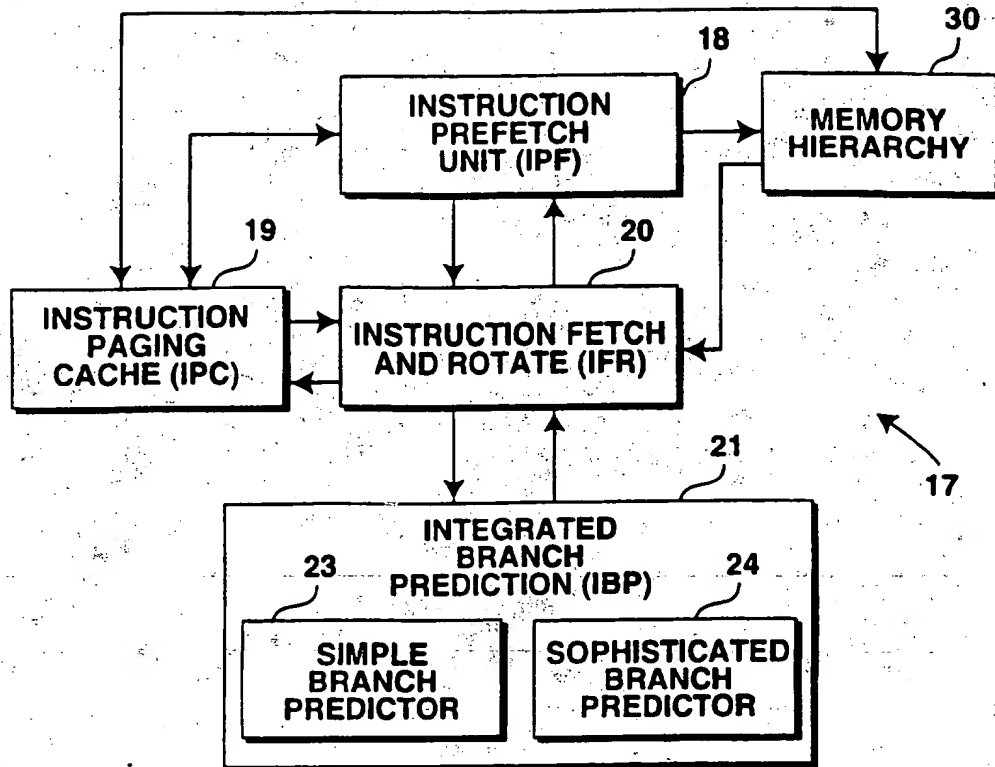 30
18
INSTRUCTION
PREFETCH
UNIT (IPF)
MEMORY
HIERARCHY
19
20
INSTRUCTION
PAGING
CACHE (IPC)
INSTRUCTION FETCH
AND ROTATE (IFR)
21
17
INTEGRATED
BRANCH
PREDICTION (IBP)
23
24
SIMPLE
BRANCH
PREDICTOR
SOPHISTICATED
BRANCH
PREDICTOR